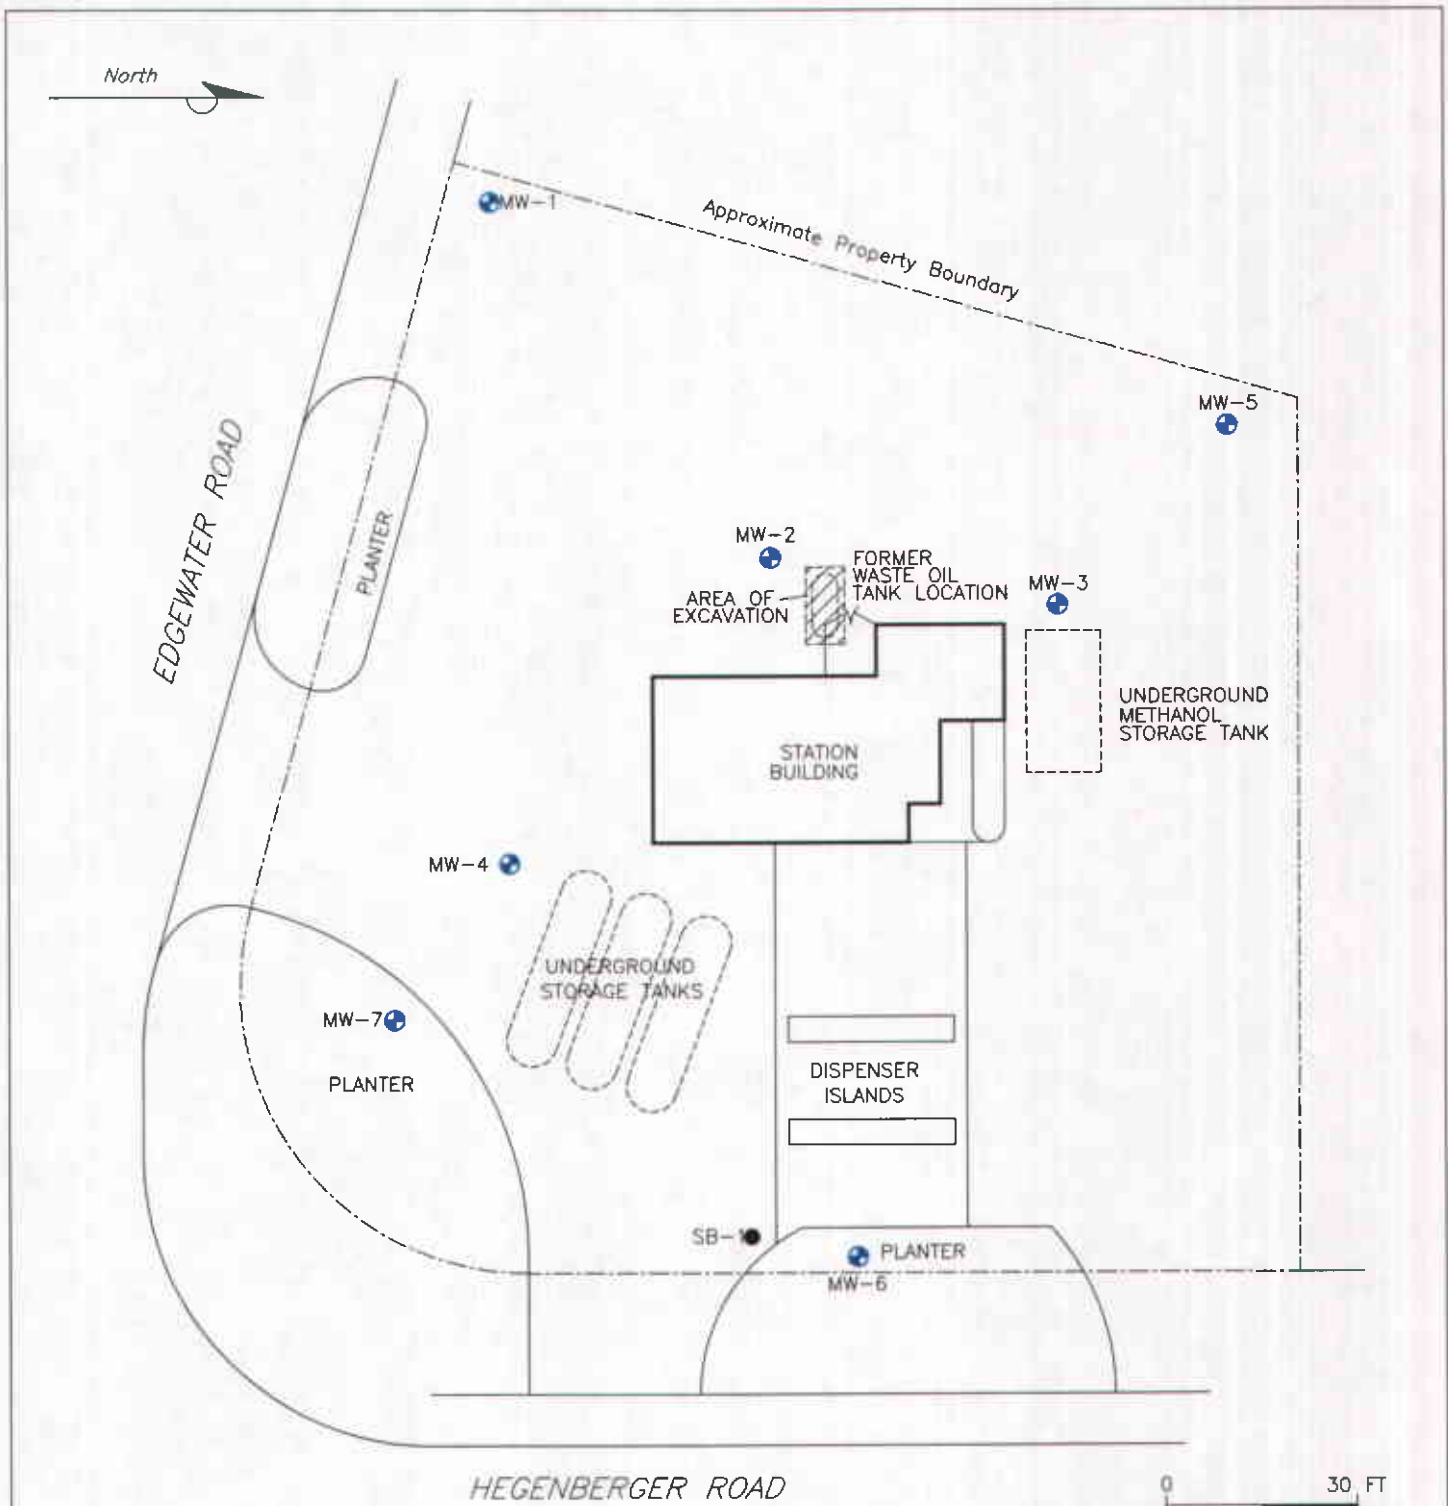 North
MW-1
Approximate Property Boundary
MW-5
EDGEWATER ROAD
PLANTER
MW-2
FORMER
WASTE OIL
TANK LOCATION
AREA OF
EXCAVATION
MW-3
UNDERGROUND
METHANOL
STORAGE TANK
STATION
BUILDING
MW-4
UNDERGROUND
STORAGE TANKS
MW-7
PLANTER
DISPENSER
ISLANDS
SB-1
PLANTER
MW-6
HEGENBERGER ROAD
0 30 FT